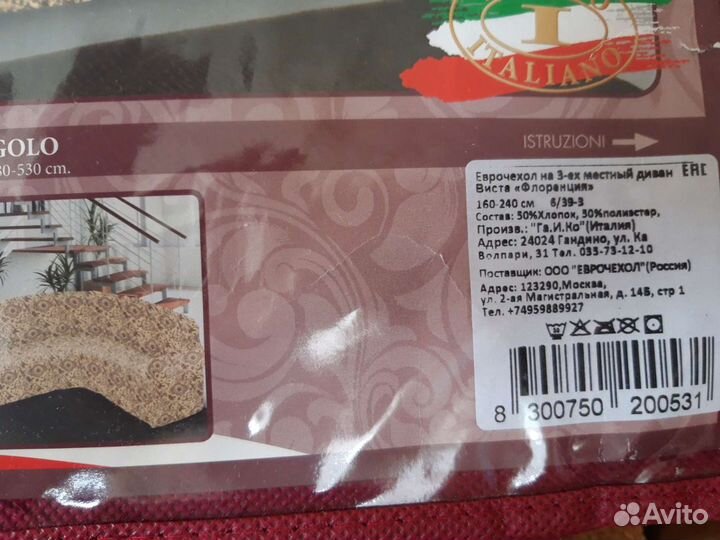 ITALIANO
GOLO
80-530 cm.
ISTRUZIONI
Еврочехол на 3-ех местный диван
Виста «Флоренция»
EAC
160-240 см 6/39-3
Состав: 50%Хлопок, 30%полиэстер,
Произв.: "Га.И.Ко"(Италия)
Адрес: 24024 Гандино, ул. Ка
Волпари, 31 Тел. 033-73-12-10
Поставщик: ООО "ЕВРОЧЕХОЛ"(Россия)
Адрес: 123290,Москва,
ул. 2-ая Магистральная, д. 14Б, стр 1
Тел. +74959889927
8 300750 200531
Avito